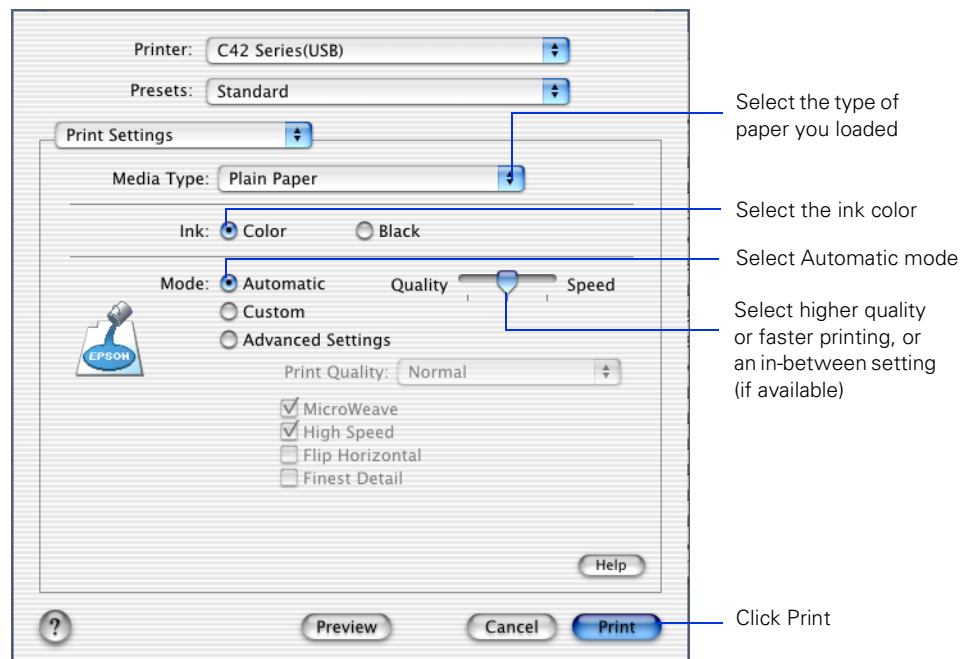 Printer: C42 Series(USB)
Presets: Standard
Select the type of
paper you loaded
Print Settings
Media Type: Plain Paper
Select the ink color
Ink: Color Black
Select Automatic mode
Mode: Automatic Quality Speed
Custom
Select higher quality
or faster printing, or
an in-between setting
(if available)
Advanced Settings
EPSON
Print Quality: Normal
MicroWeave
High Speed
Flip Horizontal
Finest Detail
Help
? Preview Cancel Print
Click Print